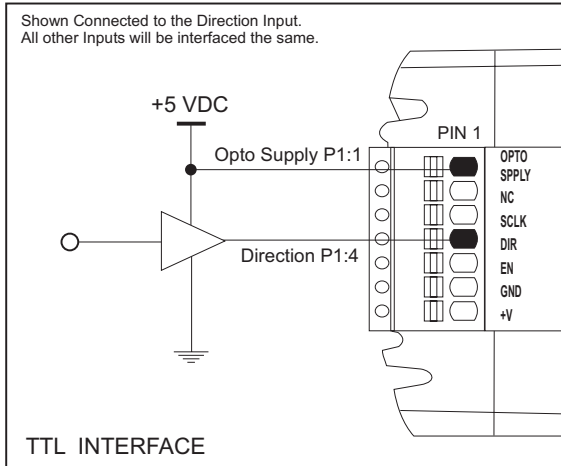 Shown Connected to the Direction Input.
All other Inputs will be interfaced the same.
+5 VDC
PIN 1
Opto Supply P1:1
OPTO
SPPLY
NC
SCLK
Direction P1:4
DIR
EN
GND
+V
TTL INTERFACE